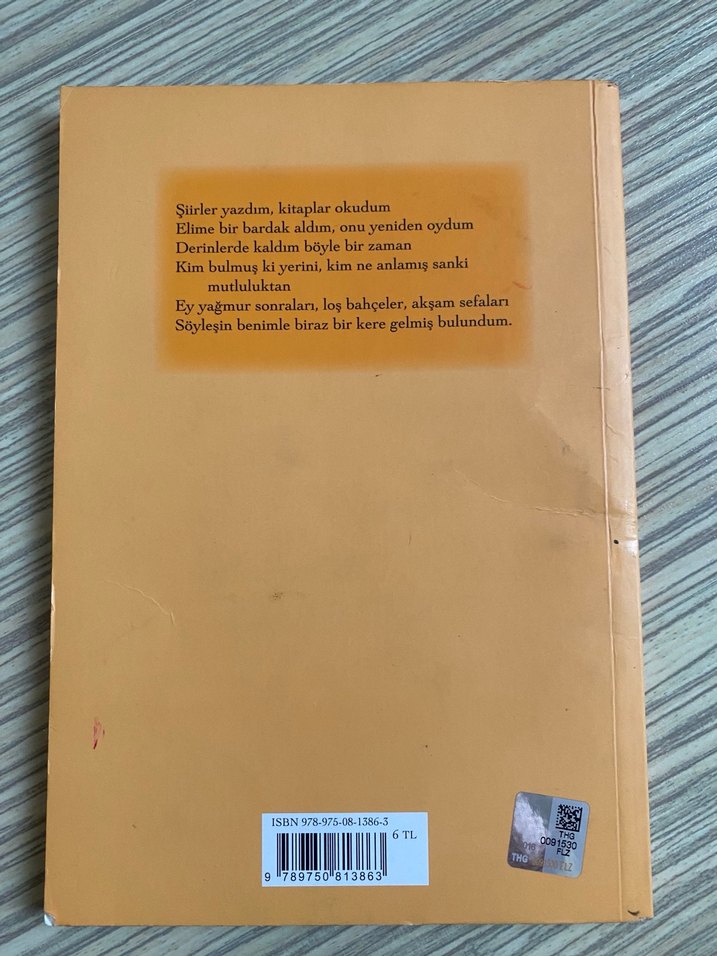 Şiirler yazdım, kitaplar okudum
Elime bir bardak aldım, onu yeniden oydum
Derinlerde kaldım böyle bir zaman
Kim bulmuş ki yerini, kim ne anlamış sanki
mutluluktan
Ey yağmur sonraları, loş bahçeler, akşam sefaları
Söyleşin benimle biraz bir kere gelmiş bulundum.
ISBN 978-975-08-1386-3
6 TL
9 789750 813863
THG
0091530
FLZ
THG